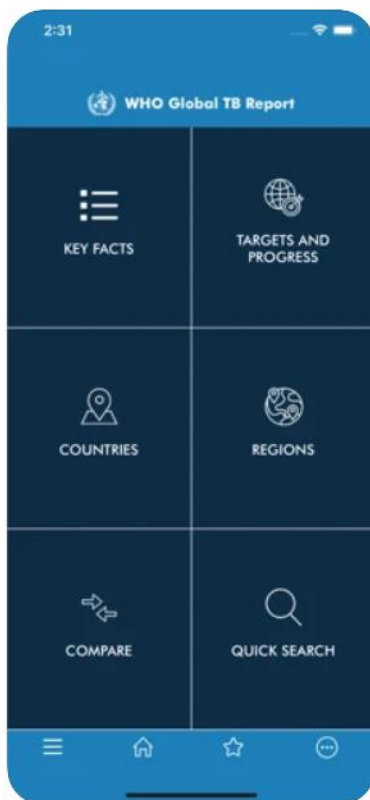 2:31
WHO Global TB Report
KEY FACTS
TARGETS AND
PROGRESS
COUNTRIES
REGIONS
COMPARE
QUICK SEARCH